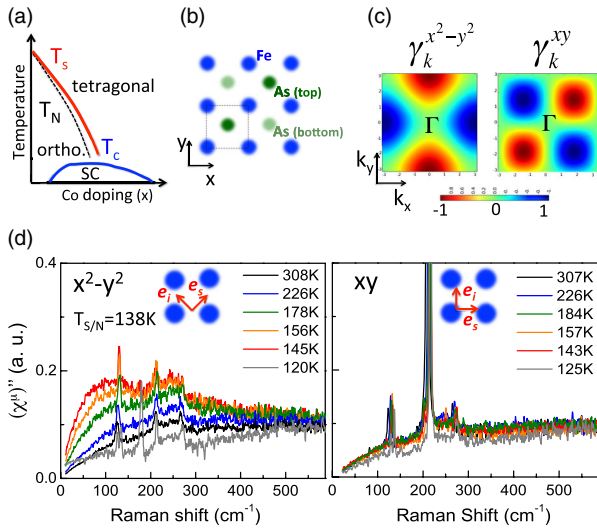 (a)
Temperature
T_s
tetragonal
T_N
ortho.
T_c
SC
Co doping (x)
(b)
Fe
As (top)
As (bottom)
y
x
(c)
γ_k^{x²−y²}
γ_k^{xy}
Γ
Γ
k_y
k_x
-1
0
1
(d)
0.4
0.2
0.0
(χ^μ)'' (a. u.)
x²−y²
T_{S/N}=138K
e_i
e_s
308K
226K
178K
156K
145K
120K
100 200 300 400 500
Raman Shift (cm⁻¹)
xy
e_i
e_s
307K
226K
184K
157K
143K
125K
100 200 300 400 500
Raman shift (cm⁻¹)